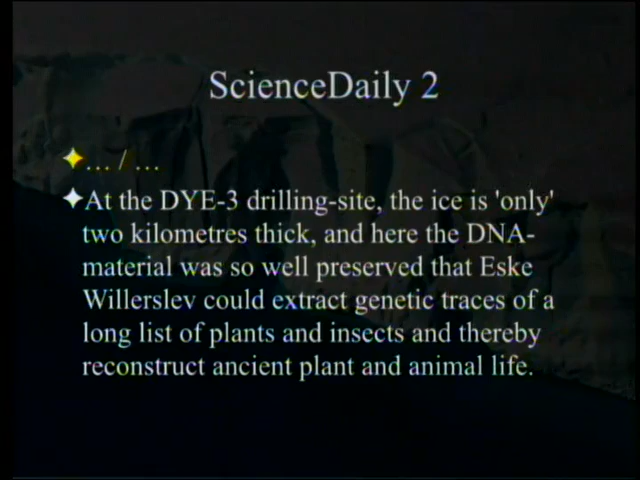 ScienceDaily 2
... / ...
At the DYE-3 drilling-site, the ice is 'only'
two kilometres thick, and here the DNA-
material was so well preserved that Eske
Willerslev could extract genetic traces of a
long list of plants and insects and thereby
reconstruct ancient plant and animal life.